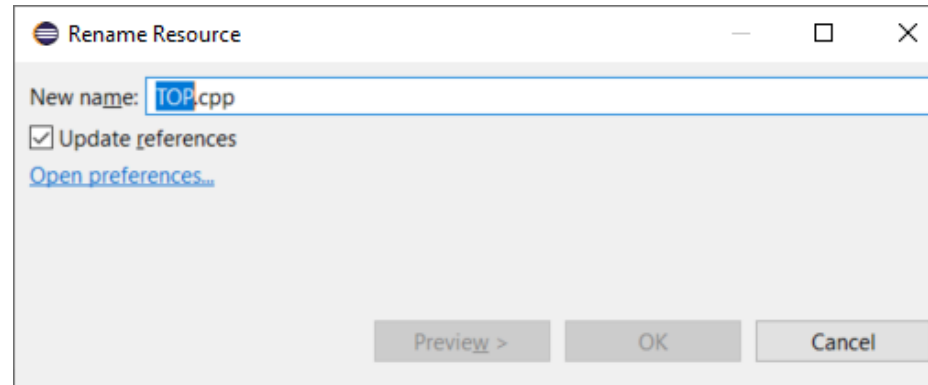 Rename Resource
New name: TOP.cpp
Update references
Open preferences...
Preview > OK Cancel